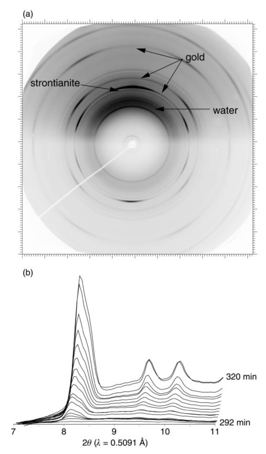 (a)
gold
strontianite
water
(b)
320 min
292 min
7 8 9 10 11
2θ (λ = 0.5091 Å)